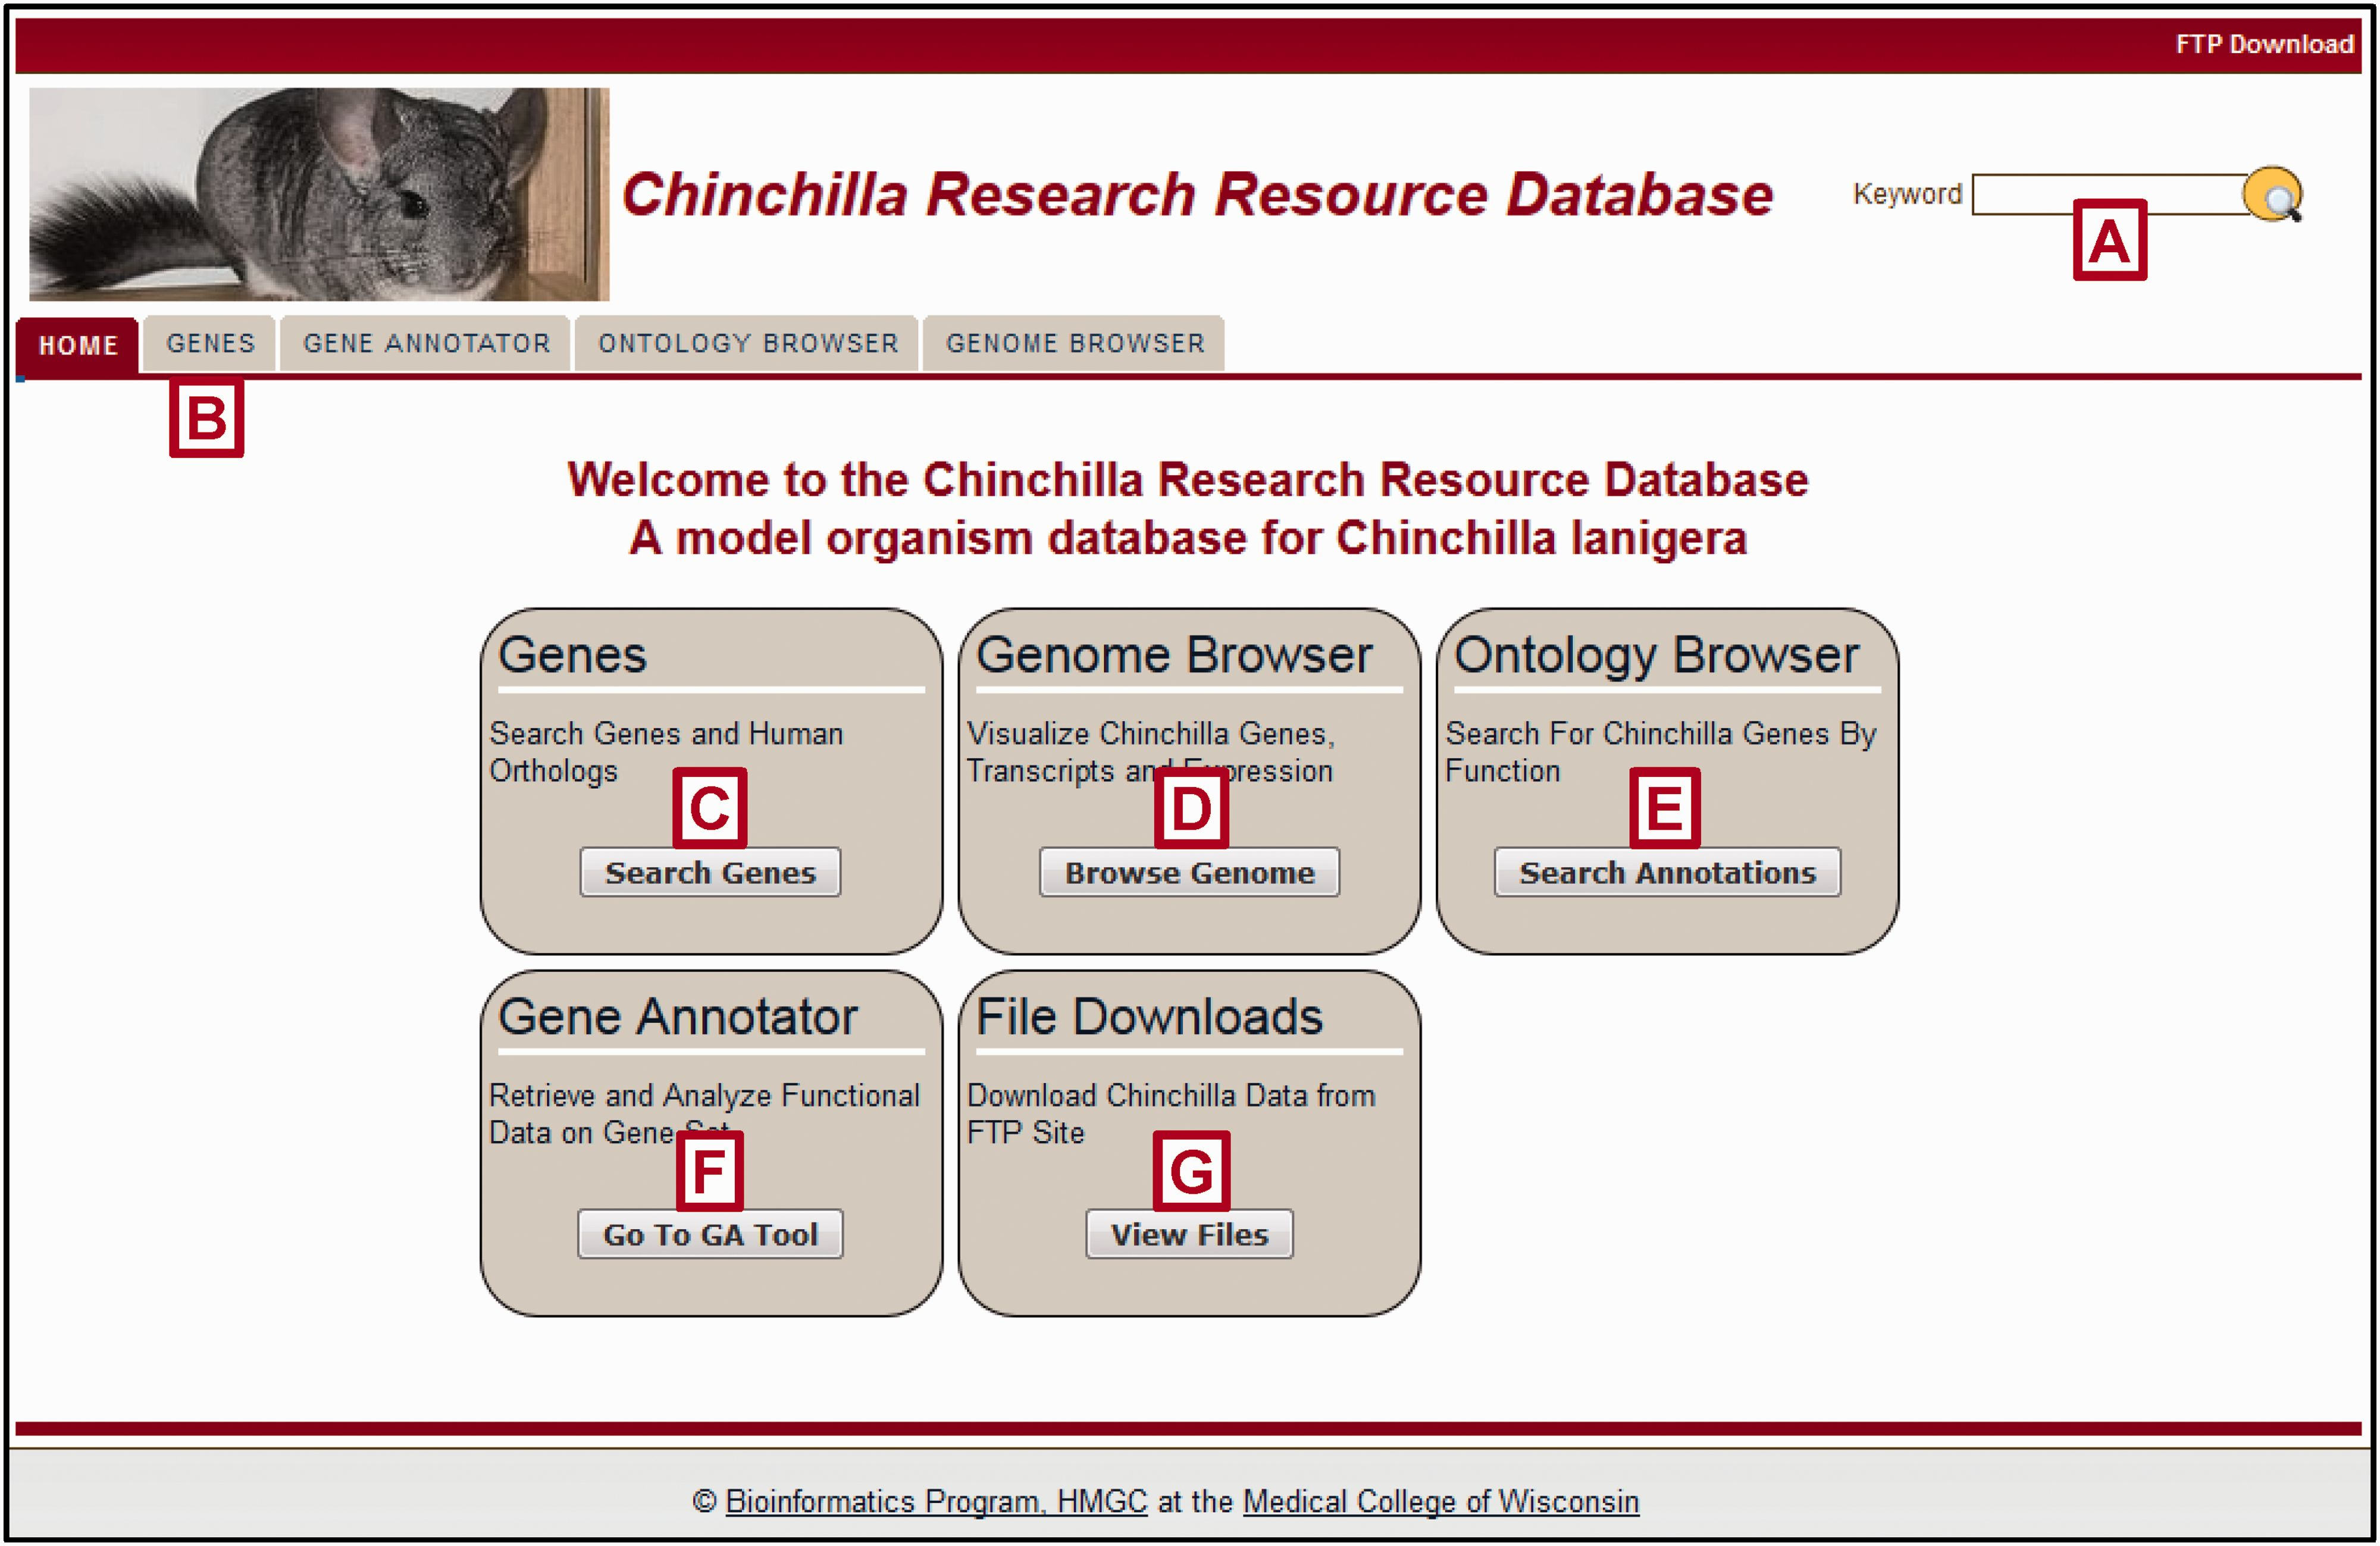 FTP Download
Chinchilla Research Resource Database
Keyword
A
HOME GENES GENE ANNOTATOR ONTOLOGY BROWSER GENOME BROWSER
B
Welcome to the Chinchilla Research Resource Database
A model organism database for Chinchilla lanigera
Genes
Search Genes and Human
Orthologs
C
Search Genes
Genome Browser
Visualize Chinchilla Genes,
Transcripts and Expression
D
Browse Genome
Ontology Browser
Search For Chinchilla Genes By
Function
E
Search Annotations
Gene Annotator
Retrieve and Analyze Functional
Data on Gene Set
F
Go To GA Tool
File Downloads
Download Chinchilla Data from
FTP Site
G
View Files
© Bioinformatics Program, HMGC at the Medical College of Wisconsin